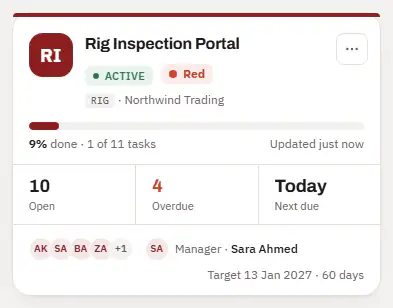 RI
Rig Inspection Portal
...
ACTIVE Red
RIG · Northwind Trading
9% done · 1 of 11 tasks Updated just now
10 4 Today
Open Overdue Next due
AK SA BA ZA +1 SA Manager · Sara Ahmed
Target 13 Jan 2027 · 60 days